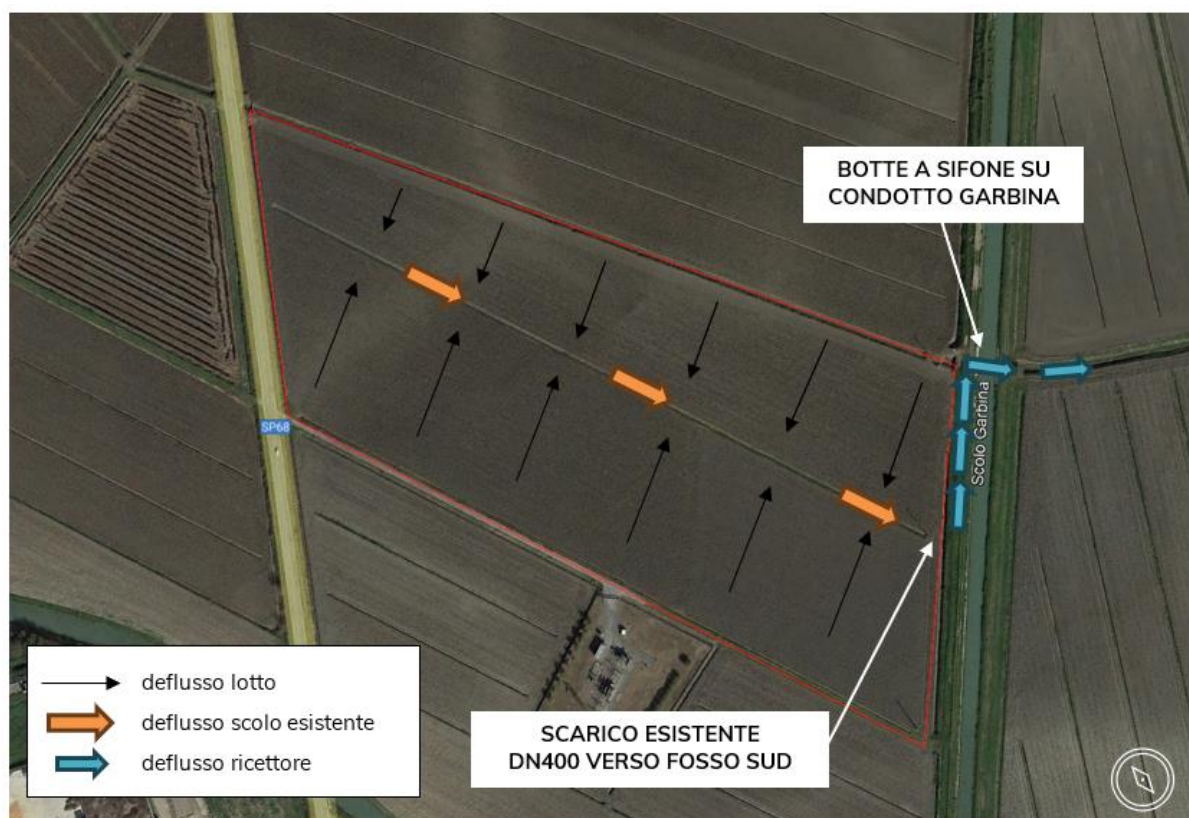 BOTTE A SIFONE SU
CONDOTTO GARBINA
Scolo Garbina
SP68
SCARICO ESISTENTE
DN400 VERSO FOSSO SUD
deflusso lotto
deflusso scolo esistente
deflusso ricettore